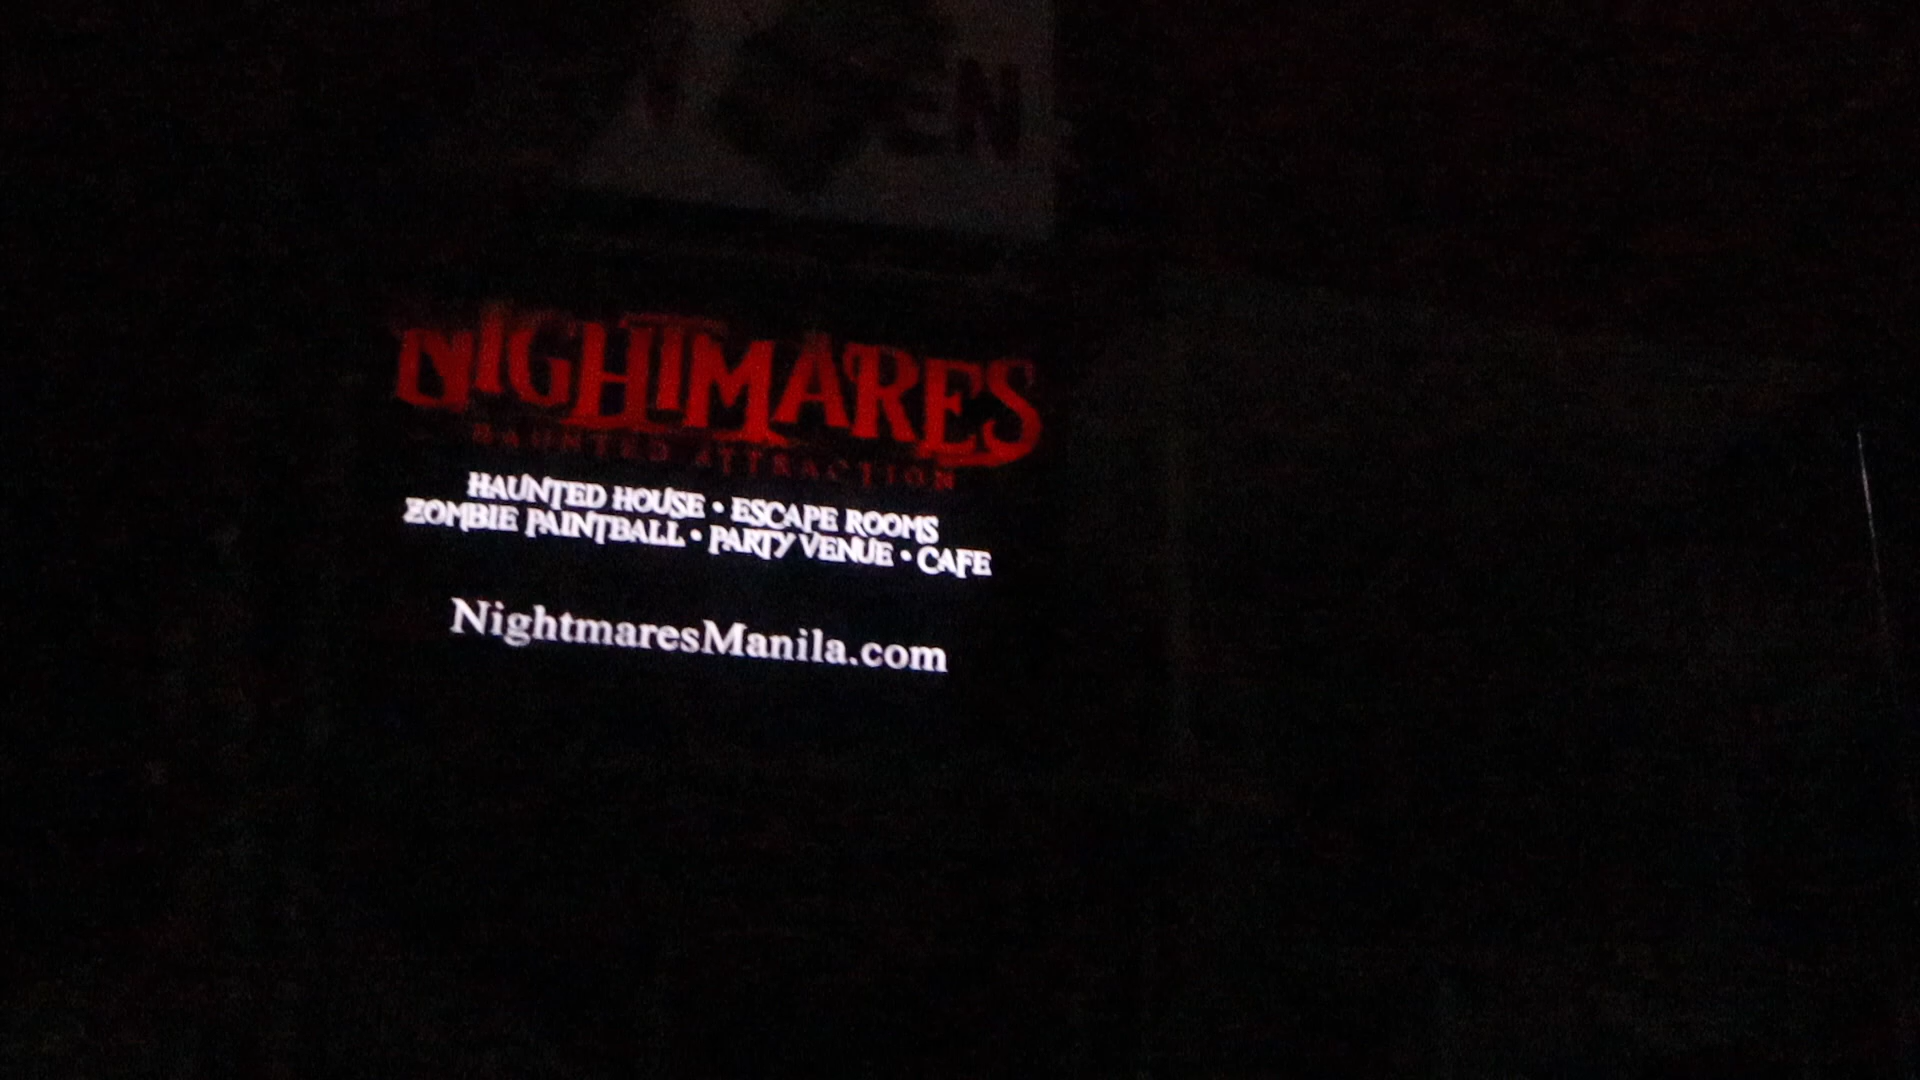 NIGHTMARES
HAUNTED ATTRACTION
HAUNTED HOUSE • ESCAPE ROOMS
ZOMBIE PAINTBALL • PARTY VENUE • CAFE
NightmaresManila.com